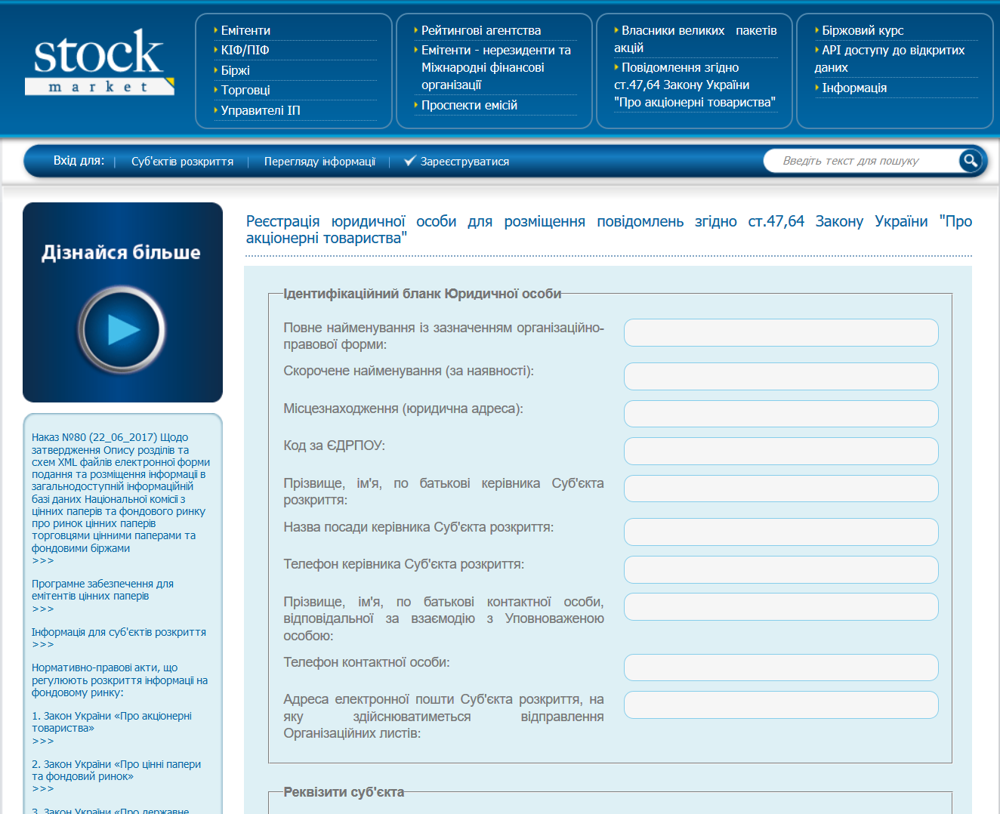 stock
market
Емітенти
КІФ/ПІФ
Біржі
Торговці
Управителі ІП
Рейтингові агентства
Емітенти - нерезиденти та
Міжнародні фінансові
організації
Проспекти емісій
Власники великих пакетів
акцій
Повідомлення згідно
ст.47,64 Закону України
"Про акціонерні товариства"
Біржовий курс
API доступу до відкритих
даних
Інформація
Вхід для:
Суб'єктів розкриття
Перегляду інформації
Зареєструватися
Введіть текст для пошуку
Дізнайся більше
Наказ №80 (22_06_2017) Щодо
затвердження Опису розділів та
схем XML файлів електронної форми
подання та розміщення інформації в
загальнодоступній інформаційній
базі даних Національної комісії з
цінних паперів та фондового ринку
про ринок цінних паперів
торговцями цінними паперами та
фондовими біржами
>>>
Програмне забезпечення для
емітентів цінних паперів
>>>
Інформація для суб'єктів розкриття
>>>
Нормативно-правові акти, що
регулюють розкриття інформації на
фондовому ринку:
1. Закон України «Про акціонерні
товариства»
>>>
2. Закон України «Про цінні папери
та фондовий ринок»
>>>
3. Закон України «Про державне
Реєстрація юридичної особи для розміщення повідомлень згідно ст.47,64 Закону України "Про
акціонерні товариства"
Ідентифікаційний бланк Юридичної особи
Повне найменування із зазначенням організаційно-
правової форми:
Скорочене найменування (за наявності):
Місцезнаходження (юридична адреса):
Код за ЄДРПОУ:
Прізвище, ім'я, по батькові керівника Суб'єкта
розкриття:
Назва посади керівника Суб'єкта розкриття:
Телефон керівника Суб'єкта розкриття:
Прізвище, ім'я, по батькові контактної особи,
відповідальної за взаємодію з Уповноваженою
особою:
Телефон контактної особи:
Адреса електронної пошти Суб'єкта розкриття, на
яку здійснюватиметься відправлення
Організаційних листів:
Реквізити суб'єкта